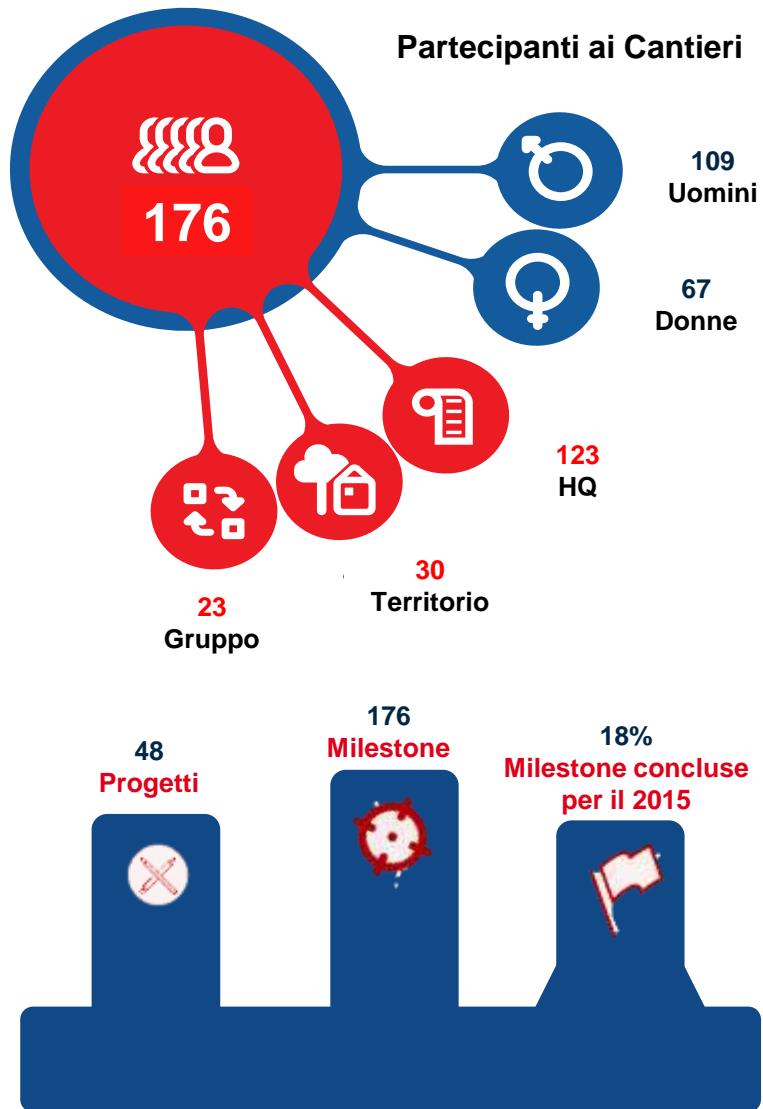 Partecipanti ai Cantieri
176
109
Uomini
67
Donne
123
HQ
30
Territorio
23
Gruppo
48
Progetti
176
Milestone
18%
Milestone concluse
per il 2015